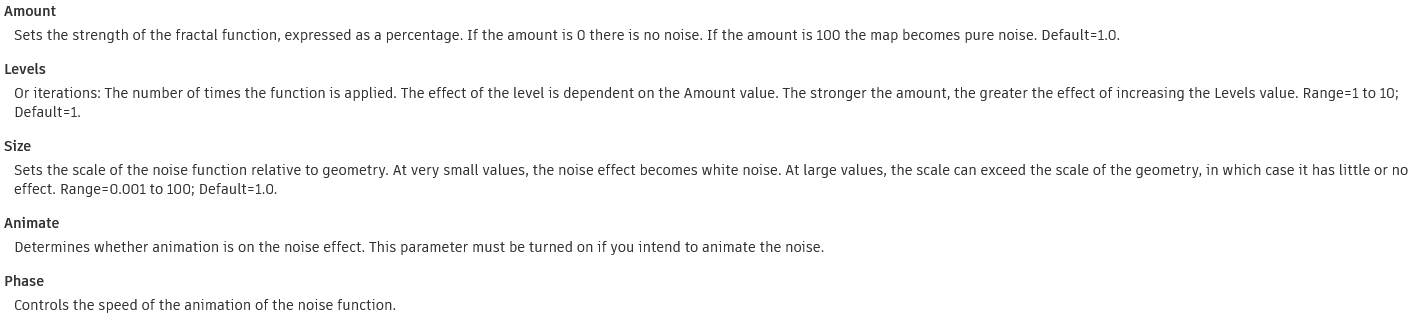 Amount
Sets the strength of the fractal function, expressed as a percentage. If the amount is 0 there is no noise. If the amount is 100 the map becomes pure noise. Default=1.0.
Levels
Or iterations: The number of times the function is applied. The effect of the level is dependent on the Amount value. The stronger the amount, the greater the effect of increasing the Levels value. Range=1 to 10;
Default=1.
Size
Sets the scale of the noise function relative to geometry. At very small values, the noise effect becomes white noise. At large values, the scale can exceed the scale of the geometry, in which case it has little or no
effect. Range=0.001 to 100; Default=1.0.
Animate
Determines whether animation is on the noise effect. This parameter must be turned on if you intend to animate the noise.
Phase
Controls the speed of the animation of the noise function.